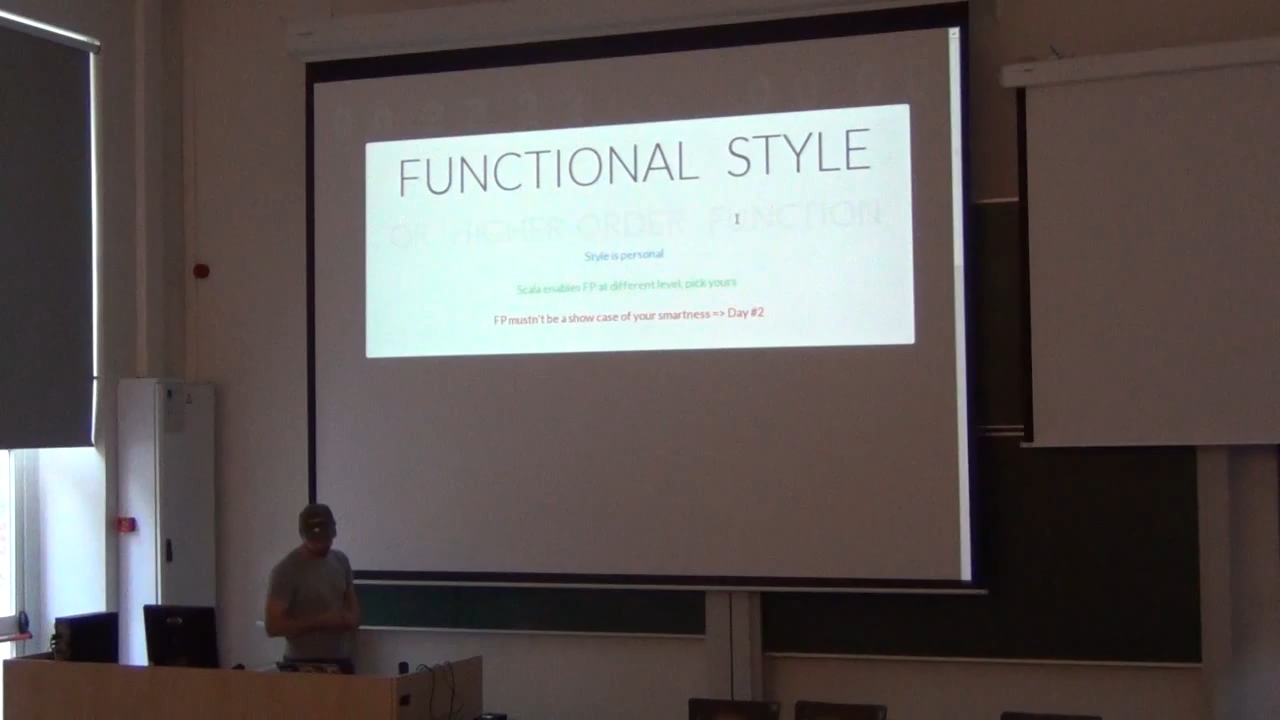 FUNCTIONAL STYLE
OF HIGHER ORDER FUNCTION
Style is personal
Scala enables FP at different level, pick yours
FP mustn't be a show case of your smartness => Day #2